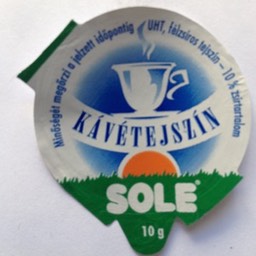 Minőségét megőrzi a jelzett időpontig
UHT, félzsíros tejszín – 10% zsírtartalom
KÁVÉTEJSZÍN
SOLE®
10 g